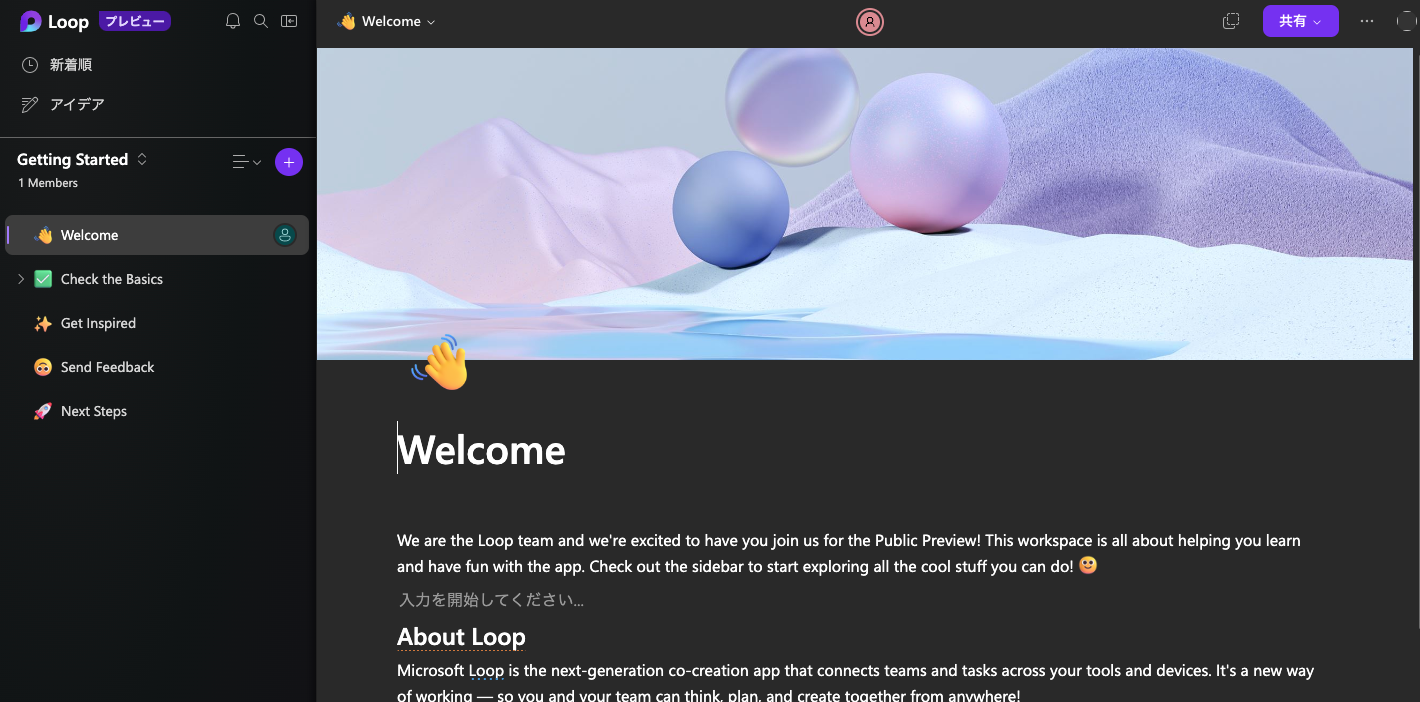 Loop プレビュー
新着順
アイデア
Getting Started
1 Members
Welcome
Check the Basics
Get Inspired
Send Feedback
Next Steps
Welcome
共有
Welcome
We are the Loop team and we're excited to have you join us for the Public Preview! This workspace is all about helping you learn
and have fun with the app. Check out the sidebar to start exploring all the cool stuff you can do!
入力を開始してください...
About Loop
Microsoft Loop is the next-generation co-creation app that connects teams and tasks across your tools and devices. It's a new way
of working — so you and your team can think, plan, and create together from anywhere!